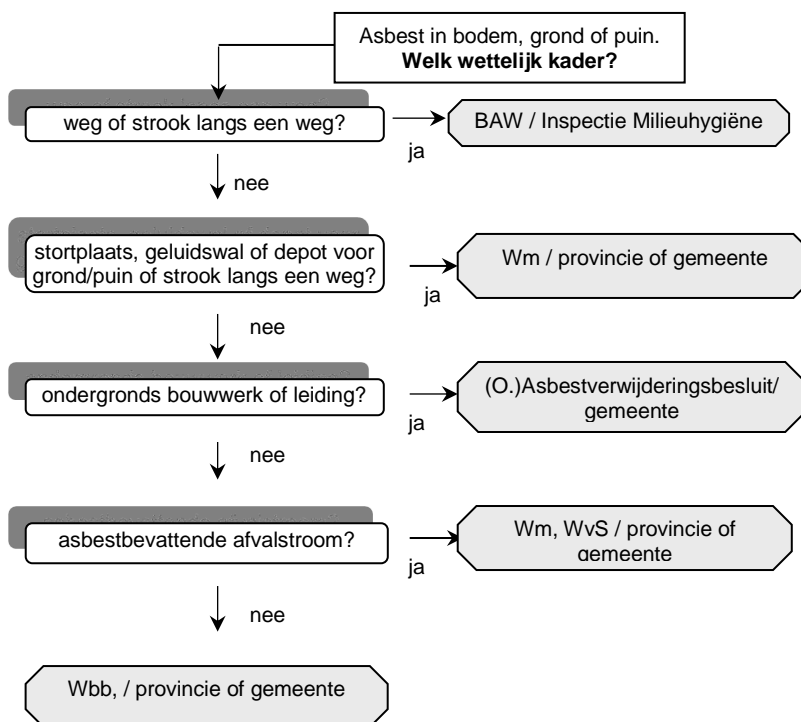 Asbest in bodem, grond of puin.
Welk wettelijk kader?
weg of strook langs een weg?
ja
BAW / Inspectie Milieuhygiëne
nee
stortplaats, geluidswal of depot voor
grond/puin of strook langs een weg?
ja
Wm / provincie of gemeente
nee
ondergronds bouwwerk of leiding?
ja
(O.)Asbestverwijderingsbesluit/
gemeente
nee
asbestbevattende afvalstroom?
ja
Wm, WvS / provincie of
gemeente
nee
Wbb, / provincie of gemeente